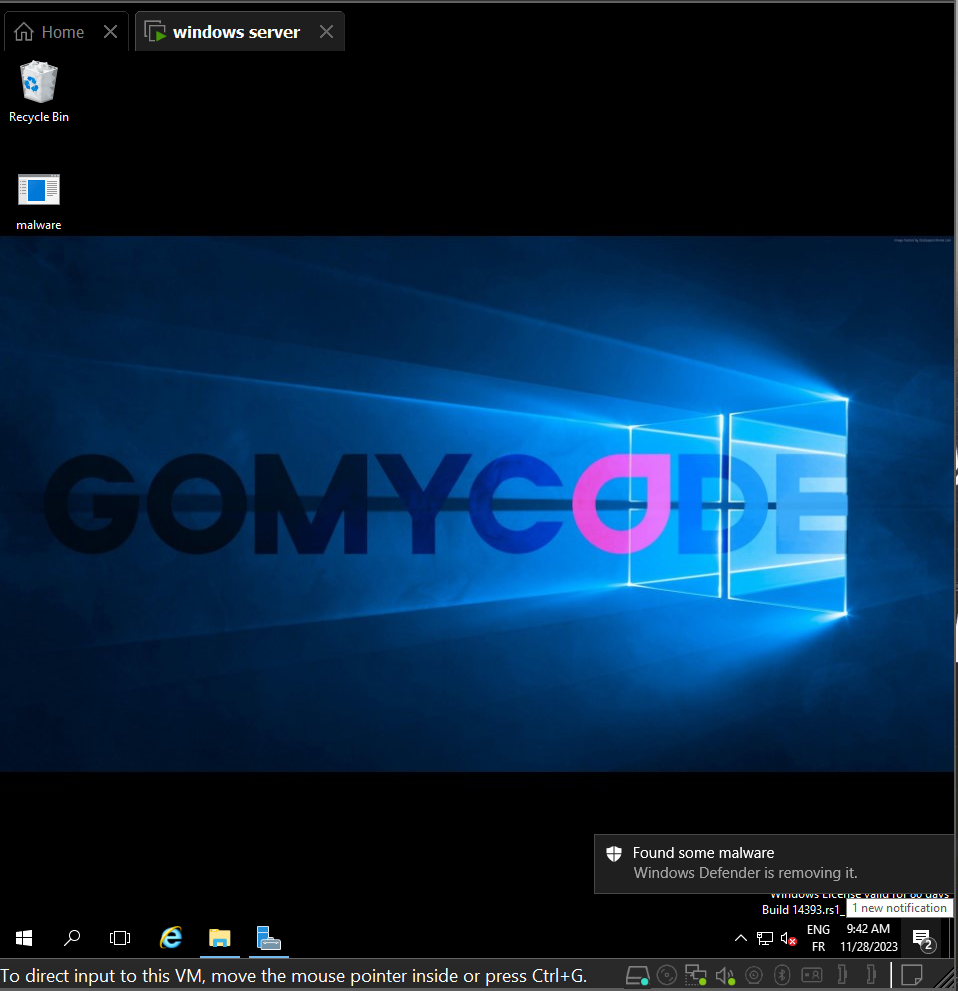 Home
windows server
Recycle Bin
malware
GOMYCODE
Found some malware
Windows Defender is removing it.
Windows License valid for 60 days
Build 14393.rs1_
1 new notification
ENG
FR
9:42 AM
11/28/2023
2
To direct input to this VM, move the mouse pointer inside or press Ctrl+G.